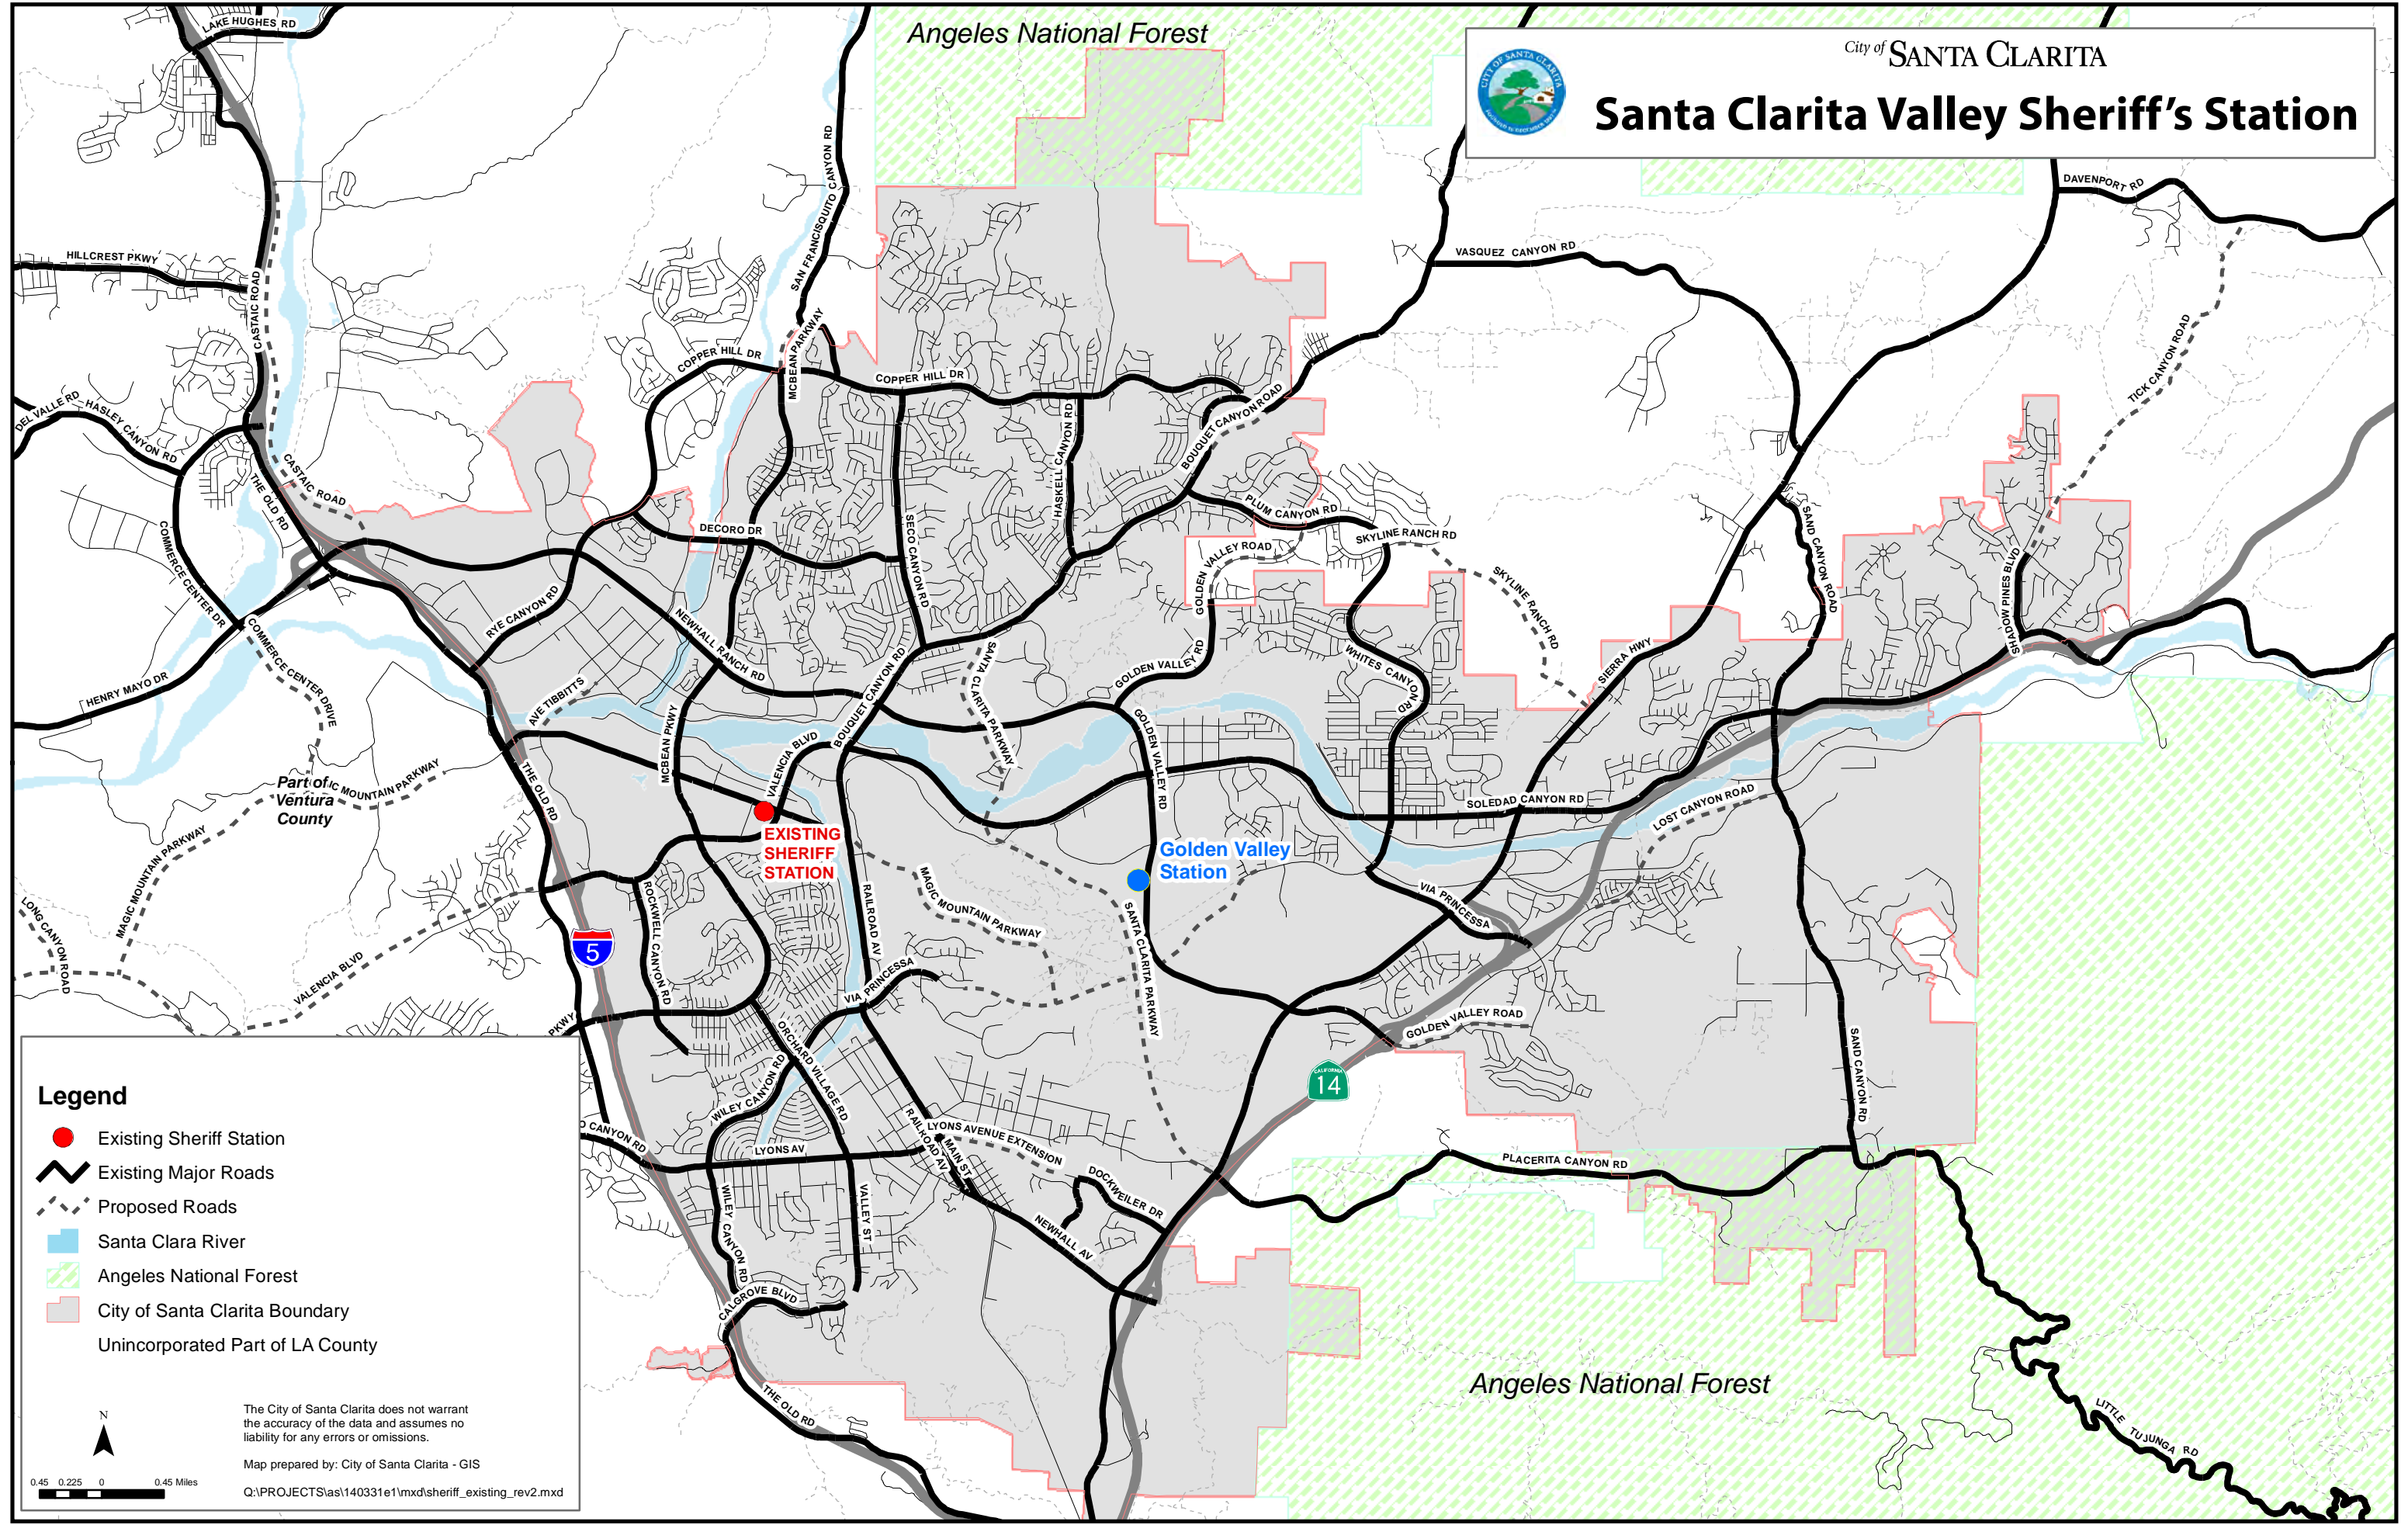 Angeles National Forest
City of SANTA CLARITA
Santa Clarita Valley Sheriff's Station
CITY OF SANTA CLARITA
LAKE HUGHES RD
SAN FRANCISQUITO CANYON RD
DAVENPORT RD
HILLCREST PKWY
CASTAIC ROAD
VASQUEZ CANYON RD
TICK CANYON ROAD
MCBEAN PARKWAY
COPPER HILL DR
COPPER HILL DR
DEL VALLE RD
HASLEY CANYON RD
BOUQUET CANYON ROAD
HASKELL CANYON RD
CASTAIC ROAD
THE OLD RD
PLUM CANYON RD
DECORO DR
SECO CANYON RD
SKYLINE RANCH RD
GOLDEN VALLEY ROAD
GOLDEN VALLEY
SAND CANYON ROAD
COMMERCE CENTER DR
SHADOW PINES BLVD
SKYLINE RANCH RD
RYE CANYON RD
NEWHALL RANCH RD
COMMERCE CENTER DRIVE
SANTA CLARITA PARKWAY
GOLDEN VALLEY RD
WHITES CANYON RD
SIERRA HWY
HENRY MAYO DR
AVE TIBBITTS
BOUQUET CANYON RD
MCBEAN PKWY
VALENCIA BLVD
GOLDEN VALLEY RD
THE OLD RD
Part of
IC MOUNTAIN PARKWAY
Ventura
County
SOLEDAD CANYON RD
LOST CANYON ROAD
EXISTING
SHERIFF
STATION
Golden Valley
Station
MAGIC MOUNTAIN PARKWAY
LONG CANYON ROAD
VALENCIA BLVD
ROCKWELL CANYON RD
RAILROAD AV
MAGIC MOUNTAIN PARKWAY
SANTA CLARITA PARKWAY
VIA PRINCESSA
5
VIA PRINCESSA
PKWY
ORCHARD VILLAGE RD
GOLDEN VALLEY ROAD
SAND CANYON RD
CALIFORNIA
14
WILEY CANYON RD
O CANYON RD
LYONS AV
RAILROAD AV
LYONS AVENUE EXTENSION
MAIN ST
DOCKWEILER DR
PLACERITA CANYON RD
WILEY CANYON RD
VALLEY ST
NEWHALL AV
CALGROVE BLVD
THE OLD RD
Angeles National Forest
LITTLE TUJUNGA RD
Legend
Existing Sheriff Station
Existing Major Roads
Proposed Roads
Santa Clara River
Angeles National Forest
City of Santa Clarita Boundary
Unincorporated Part of LA County
N
The City of Santa Clarita does not warrant
the accuracy of the data and assumes no
liability for any errors or omissions.
Map prepared by: City of Santa Clarita - GIS
0.45 0.225 0 0.45 Miles
Q:\PROJECTS\as\140331e1\mxd\sheriff_existing_rev2.mxd